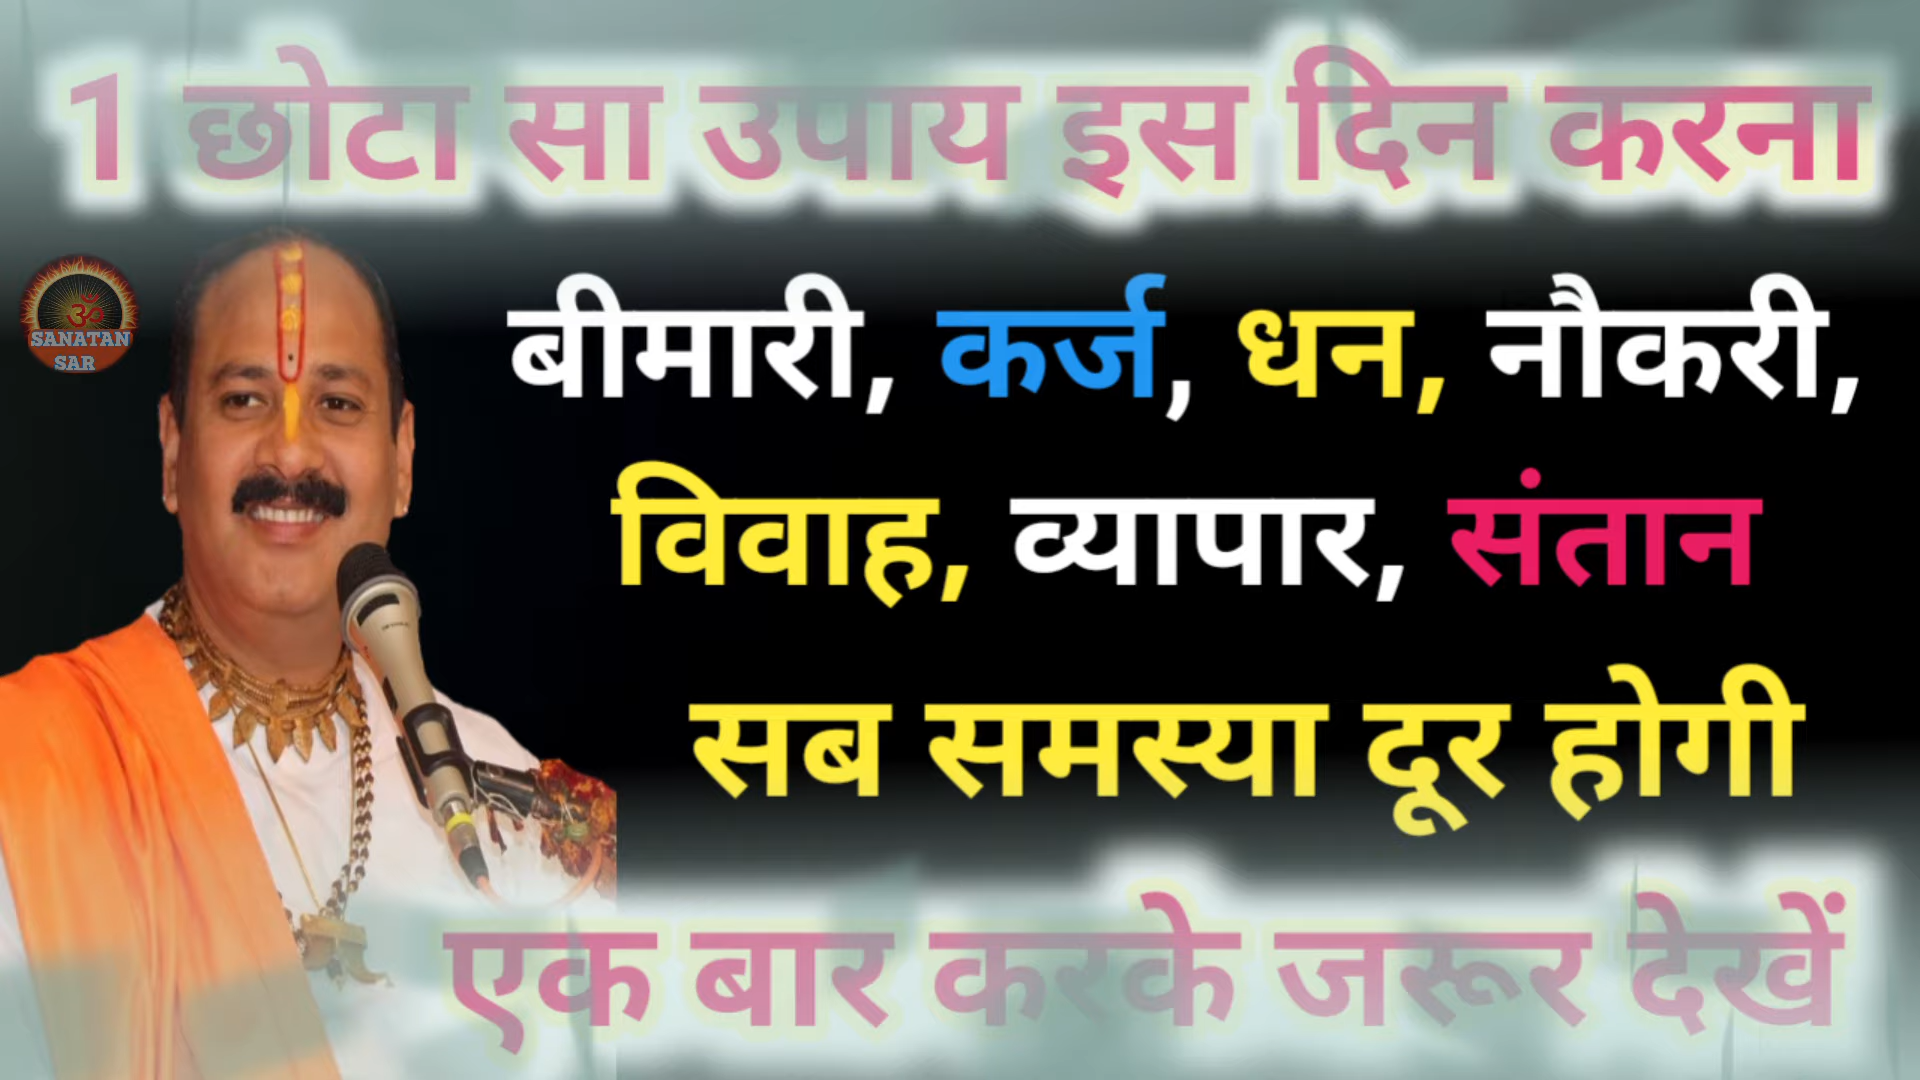 1 छोटा सा उपाय इस दिन करना
SANATAN
SAR
बीमारी, कर्ज, धन, नौकरी,
विवाह, व्यापार, संतान
सब समस्या दूर होगी
एक बार करके जरूर देखें